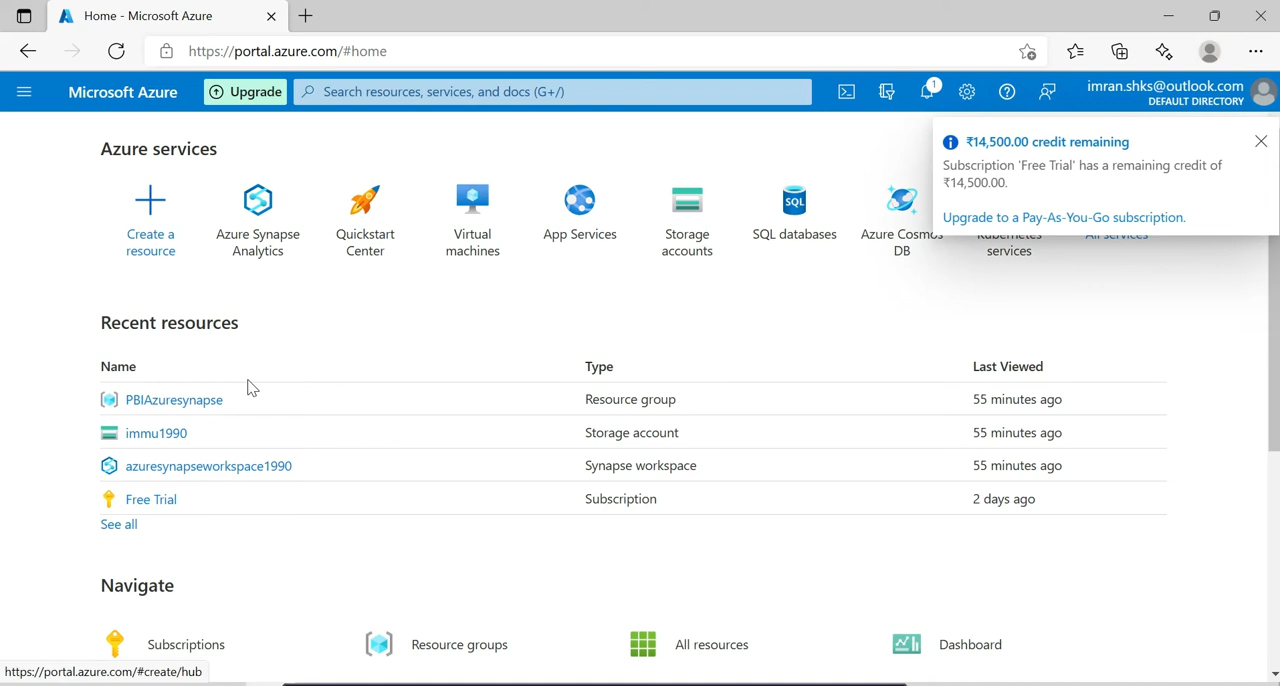 Home - Microsoft Azure
https://portal.azure.com/#home
Microsoft Azure
Upgrade
Search resources, services, and docs (G+/)
1
imran.shks@outlook.com
DEFAULT DIRECTORY
₹14,500.00 credit remaining
Subscription 'Free Trial' has a remaining credit of
₹14,500.00.
Upgrade to a Pay-As-You-Go subscription.
Azure services
Create a
resource
Azure Synapse
Analytics
Quickstart
Center
Virtual
machines
App Services
Storage
accounts
SQL
SQL databases
Azure Cosmos
DB
Kubernetes
services
All services
Recent resources
Name Type Last Viewed
PBIAzuresynapse Resource group 55 minutes ago
immu1990 Storage account 55 minutes ago
azuresynapseworkspace1990 Synapse workspace 55 minutes ago
Free Trial Subscription 2 days ago
See all
Navigate
Subscriptions Resource groups All resources Dashboard
https://portal.azure.com/#create/hub